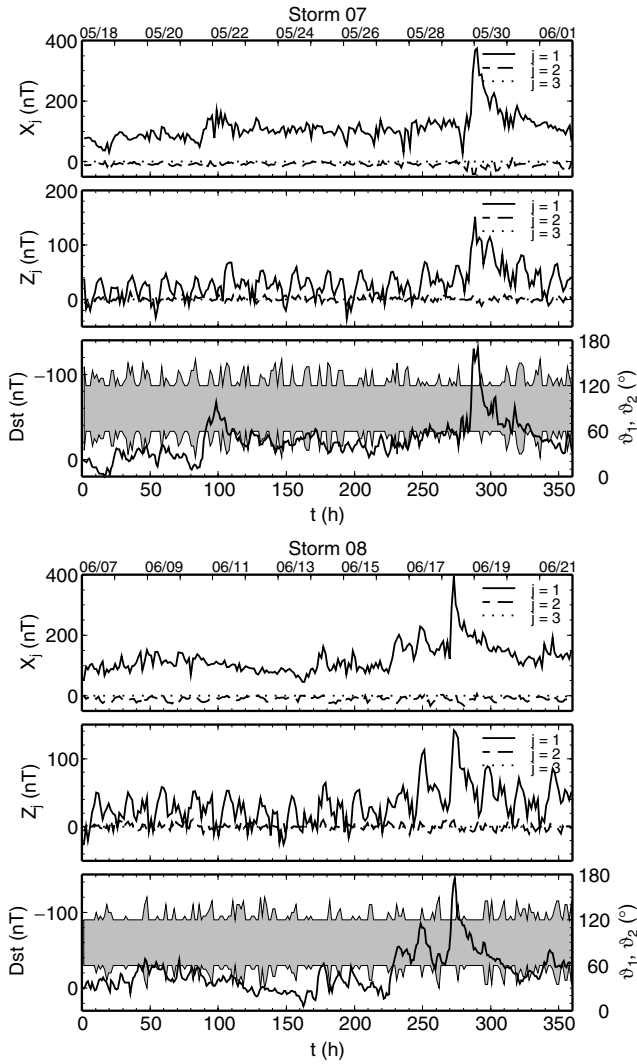 Storm 07
05/18 05/20 05/22 05/24 05/26 05/28 05/30 06/01
400
200
0
X_j (nT)
j = 1
j = 2
j = 3
200
100
0
Z_j (nT)
j = 1
j = 2
j = 3
−100
0
Dst (nT)
180
120
60
0
ϑ_1, ϑ_2 (°)
0 50 100 150 200 250 300 350
t (h)
Storm 08
06/07 06/09 06/11 06/13 06/15 06/17 06/19 06/21
400
200
0
X_j (nT)
j = 1
j = 2
j = 3
100
0
Z_j (nT)
j = 1
j = 2
j = 3
−100
0
Dst (nT)
180
120
60
0
ϑ_1, ϑ_2 (°)
0 50 100 150 200 250 300 350
t (h)